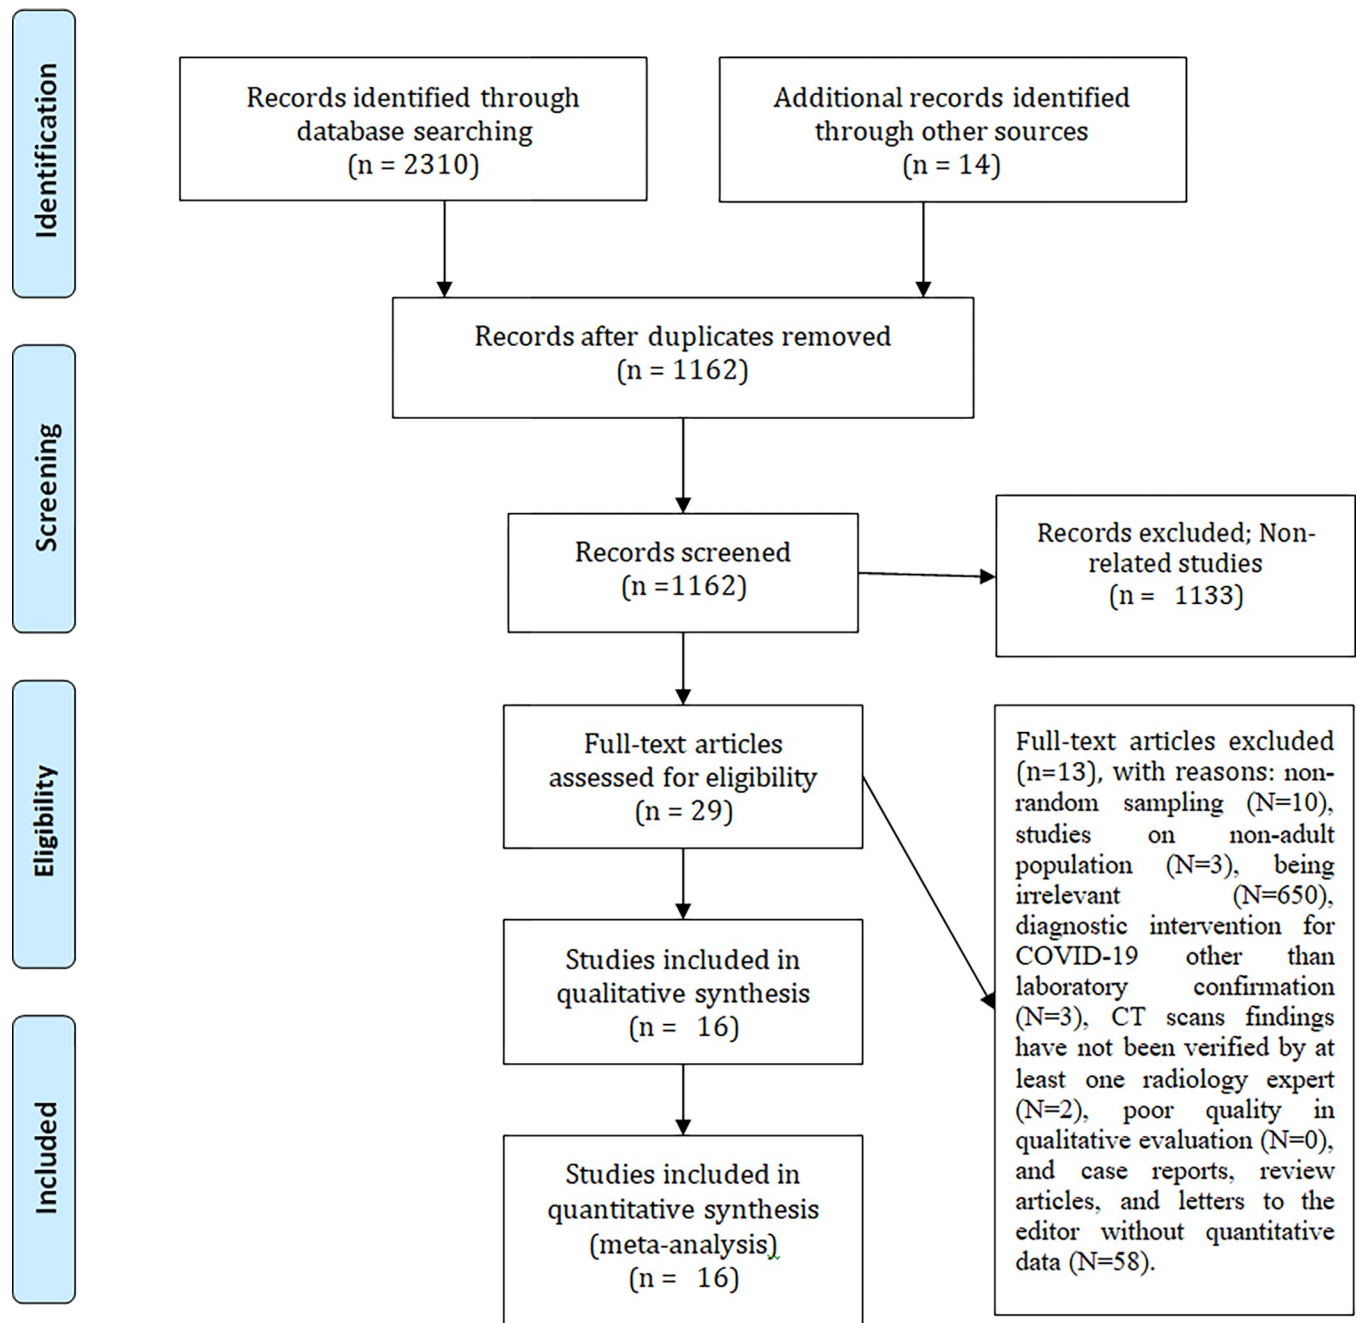 Identification
Records identified through
database searching
(n = 2310)
Additional records identified
through other sources
(n = 14)
Records after duplicates removed
(n = 1162)
Screening
Records screened
(n =1162)
Records excluded; Non-
related studies
(n =   1133)
Eligibility
Full-text articles
assessed for eligibility
(n = 29)
Full-text articles excluded
(n=13), with reasons: non-
random sampling (N=10),
studies on non-adult
population (N=3), being
irrelevant (N=650),
diagnostic intervention for
COVID-19 other than
laboratory confirmation
(N=3), CT scans findings
have not been verified by at
least one radiology expert
(N=2), poor quality in
qualitative evaluation (N=0),
and case reports, review
articles, and letters to the
editor without quantitative
data (N=58).
Studies included in
qualitative synthesis
(n =   16)
Included
Studies included in
quantitative synthesis
(meta-analysis)
(n =   16)